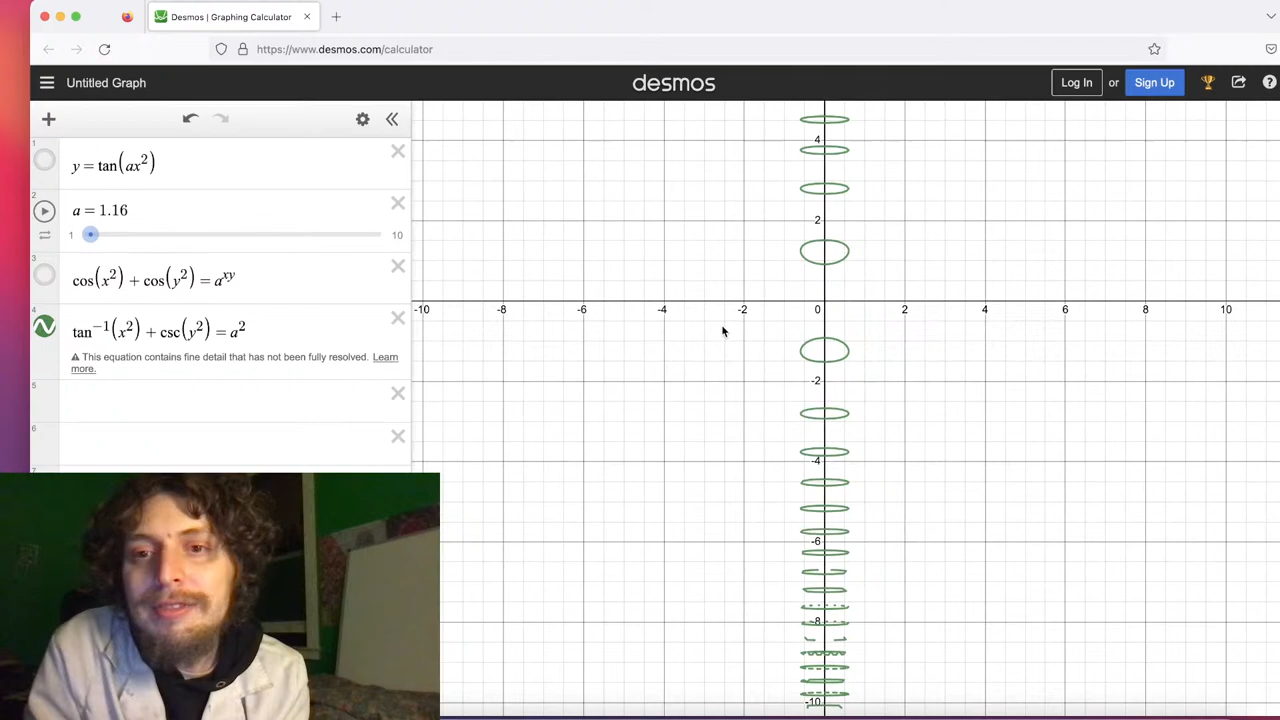 Desmos | Graphing Calculator
https://www.desmos.com/calculator
Untitled Graph
desmos
Log In or Sign Up
1
y = tan(ax²)
2
a = 1.16
1 10
3
cos(x²) + cos(y²) = a^xy
4
tan⁻¹(x²) + csc(y²) = a²
This equation contains fine detail that has not been fully resolved. Learn
more.
5
6
7
4
2
-10 -6 -4 -2 0 2 4 6 8 10
-2
-4
-6
-8
-10